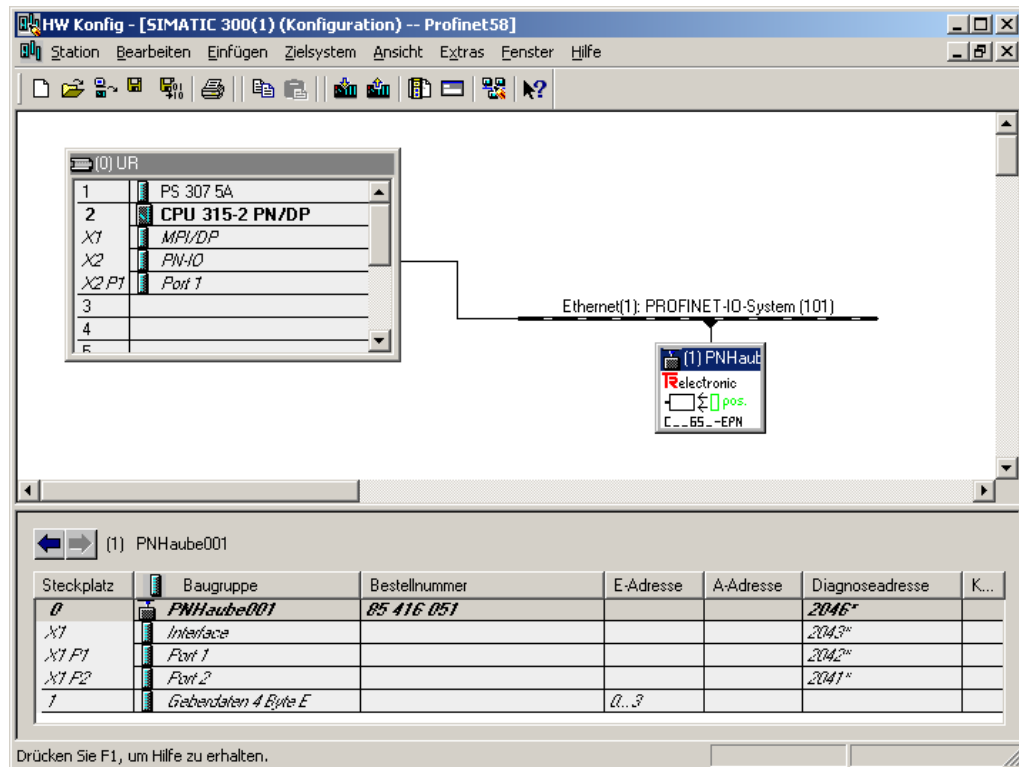 HW Konfig - [SIMATIC 300(1) (Konfiguration) -- Profinet58]
Station Bearbeiten Einfügen Zielsystem Ansicht Extras Fenster Hilfe
(0) UR
1 PS 307 5A
2 CPU 315-2 PN/DP
X1 MPI/DP
X2 PN-IO
X2 P1 Port 1
3
4
5
Ethernet(1): PROFINET-IO-System (101)
(1) PNHaub
TRelectronic
pos.
C__65_-EPN
(1) PNHaube001
Steckplatz Baugruppe Bestellnummer E-Adresse A-Adresse Diagnoseadresse K...
0 PNHaube001 85 416 051 2046*
X1 Interface 2043*
X1 P1 Port 1 2042*
X1 P2 Port 2 2041*
1 Geberdaten 4 Byte E 0...3
Drücken Sie F1, um Hilfe zu erhalten.